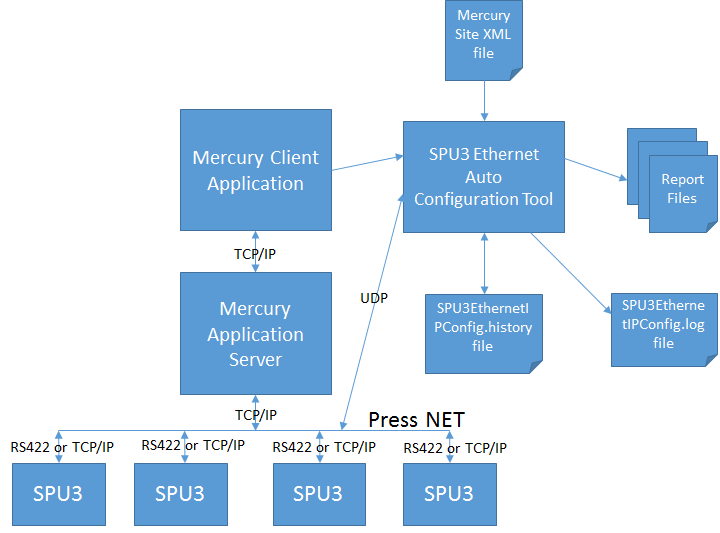 Mercury
Site XML
file
Mercury Client
Application
SPU3 Ethernet
Auto
Configuration Tool
Report
Files
TCP/IP
UDP
Mercury
Application
Server
SPU3EthernetI
PConfig.history
file
SPU3Etherne
tIPConfig.log
file
TCP/IP
Press NET
RS422 or TCP/IP
RS422 or TCP/IP
RS422 or TCP/IP
RS422 or TCP/IP
SPU3
SPU3
SPU3
SPU3